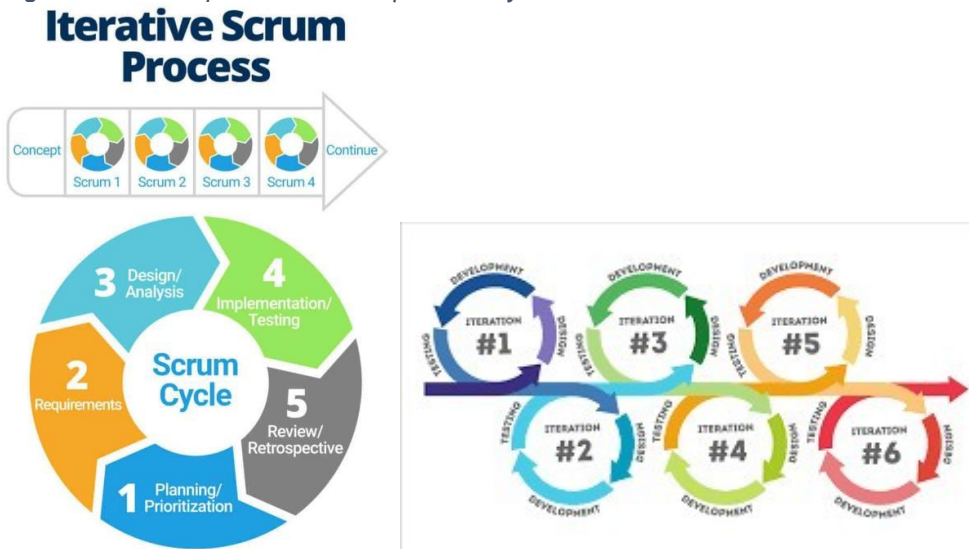 Iterative Scrum
Process
Concept
Scrum 1
Scrum 2
Scrum 3
Scrum 4
Continue
3
Design/
Analysis
4
Implementation/
Testing
2
Requirements
Scrum
Cycle
5
Review/
Retrospective
1
Planning/
Prioritization
DEVELOPMENT
TESTING
ITERATION
#1
DESIGN
DEVELOPMENT
TESTING
ITERATION
#3
DESIGN
DEVELOPMENT
TESTING
ITERATION
#5
DESIGN
TESTING
ITERATION
#2
DESIGN
DEVELOPMENT
TESTING
ITERATION
#4
DESIGN
DEVELOPMENT
TESTING
ITERATION
#6
DESIGN
DEVELOPMENT